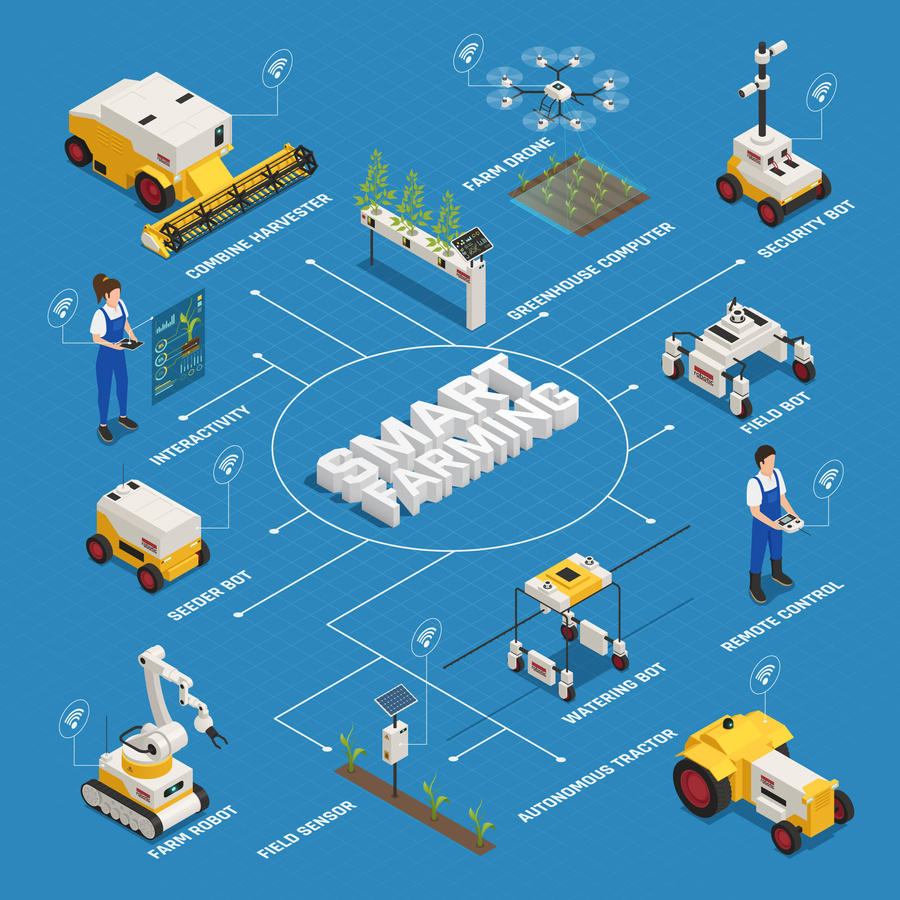 COMBINE HARVESTER
FARM DRONE
SECURITY BOT
GREENHOUSE COMPUTER
INTERACTIVITY
SMART
FARMING
FIELD BOT
SEEDER BOT
REMOTE CONTROL
WATERING BOT
FARM ROBOT
FIELD SENSOR
AUTONOMOUS TRACTOR